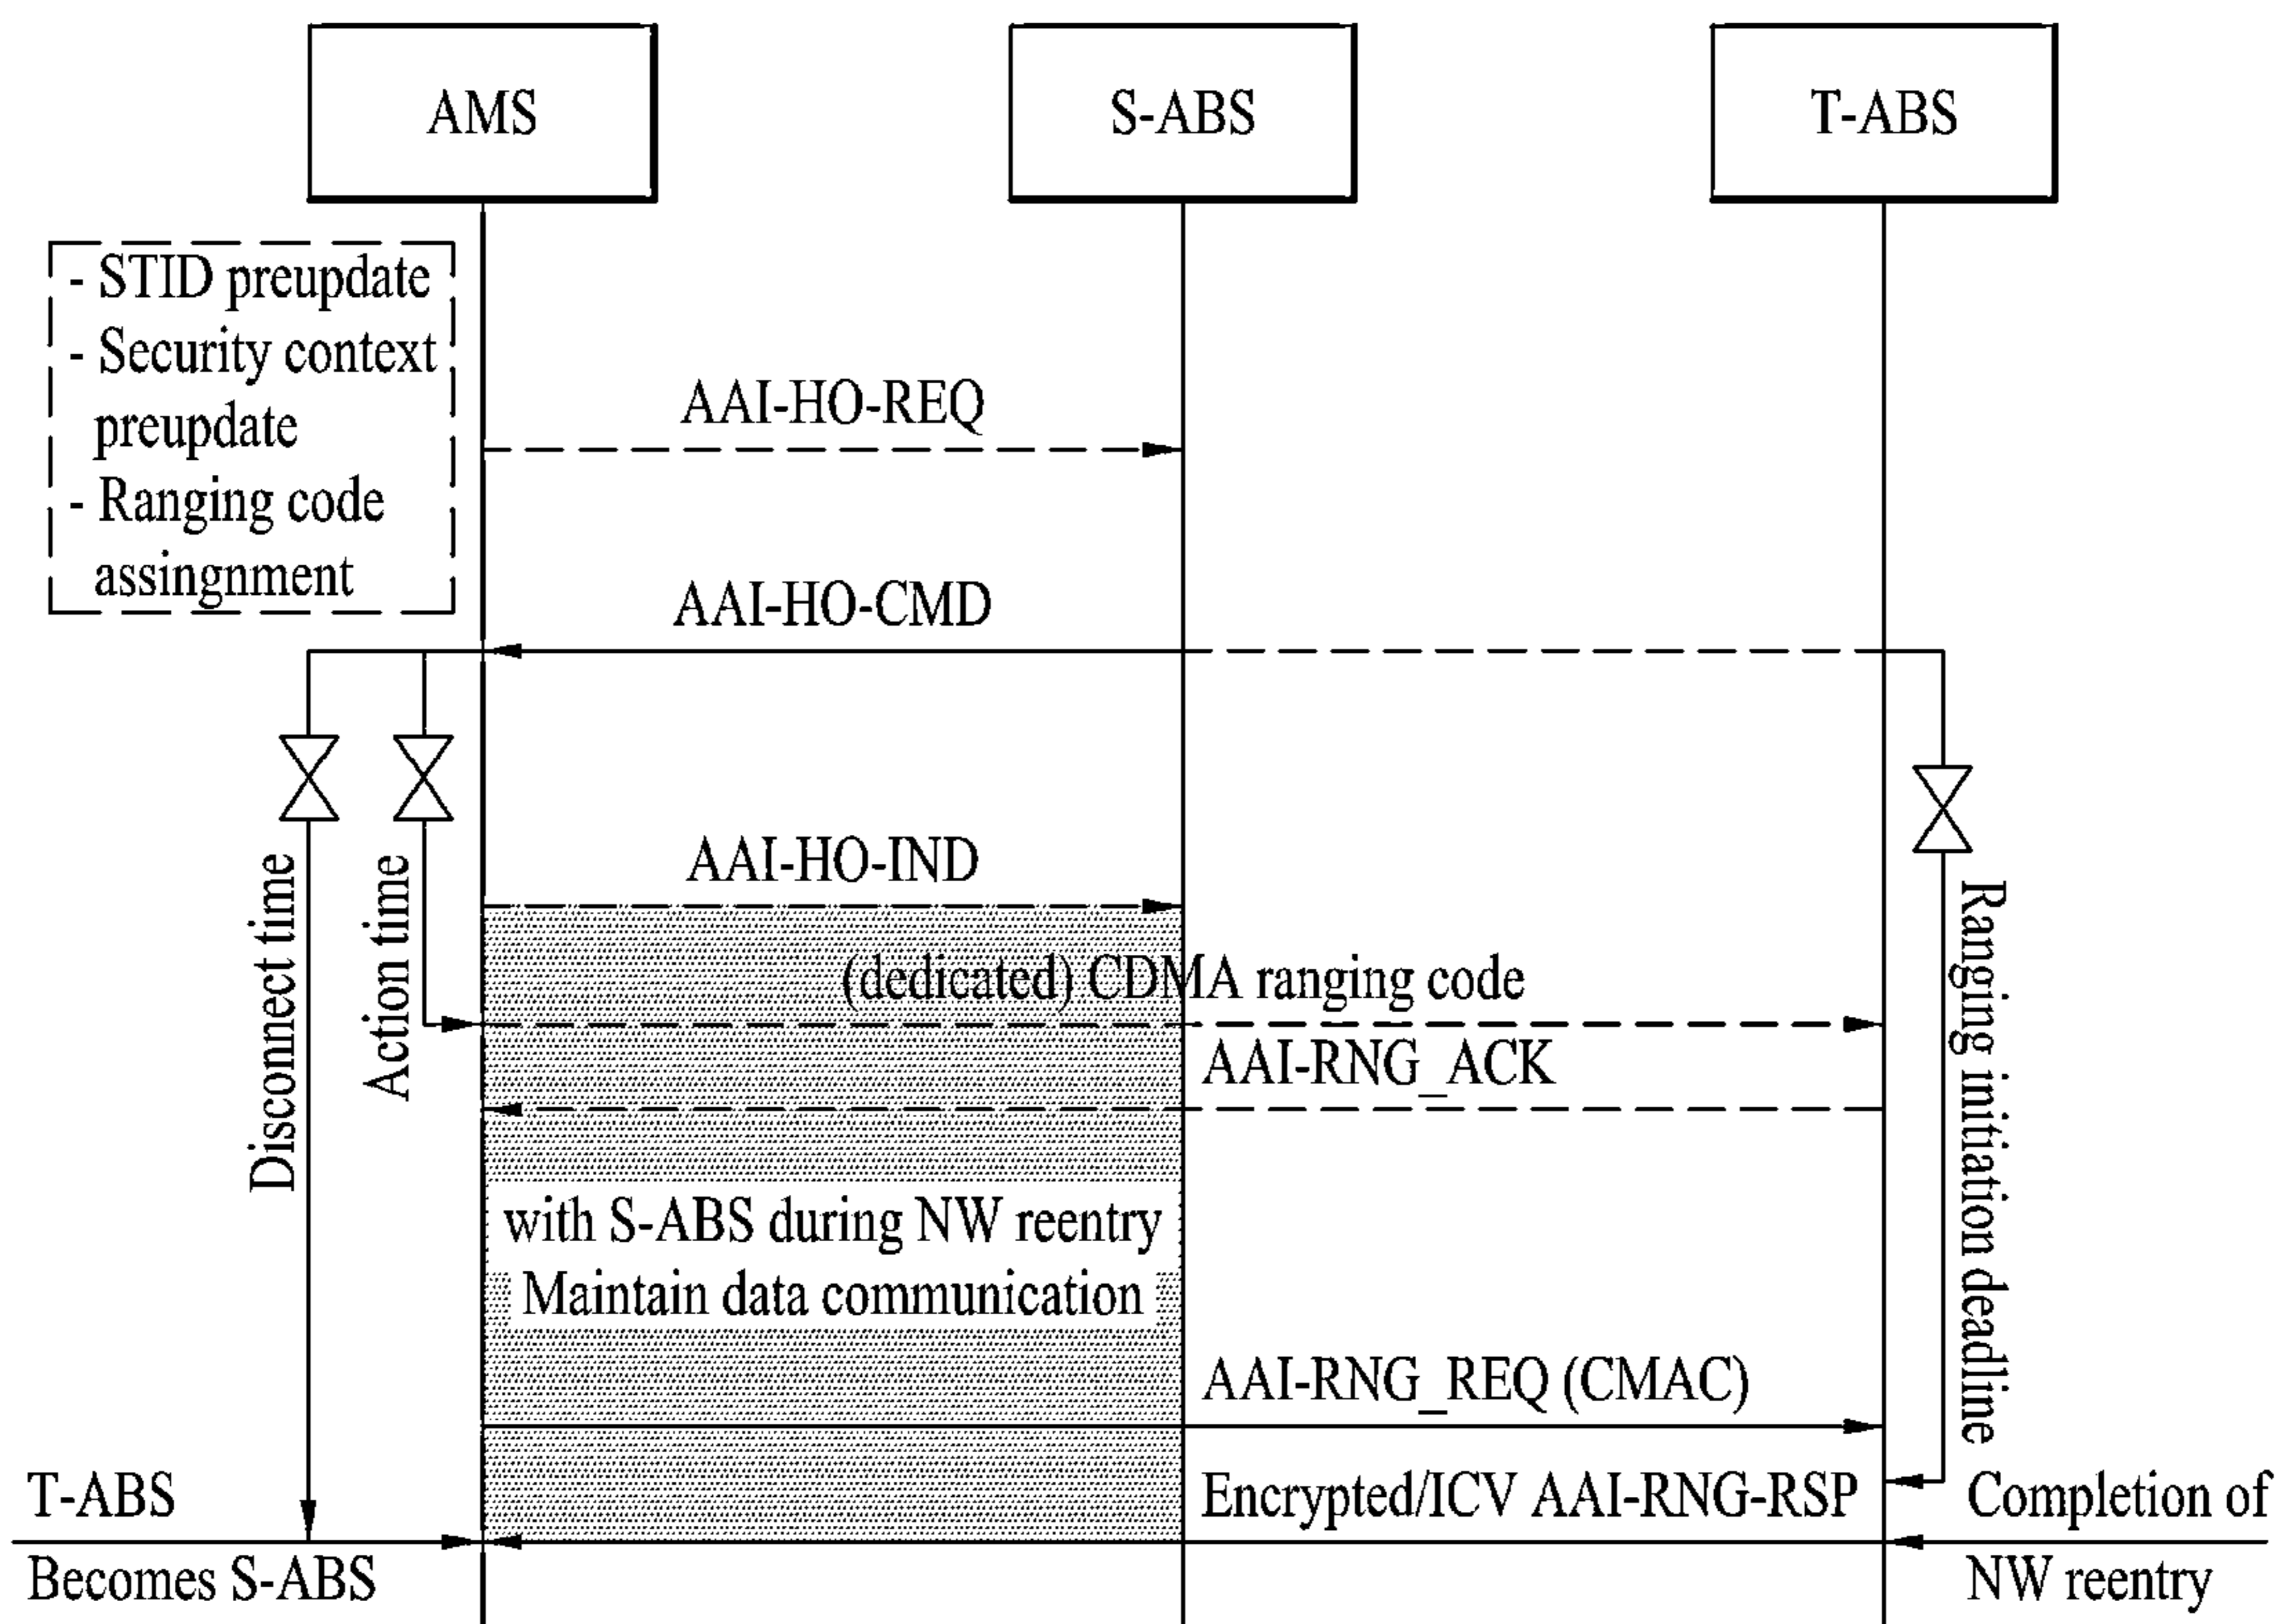 AMS
S-ABS
T-ABS
- STID preupdate
- Security context
preupdate
- Ranging code
assingnment
AAI-HO-REQ
AAI-HO-CMD
Disconnect time
Action time
AAI-HO-IND
(dedicated) CDMA ranging code
AAI-RNG_ACK
Ranging initiation deadline
with S-ABS during NW reentry
Maintain data communication
AAI-RNG_REQ (CMAC)
T-ABS
Becomes S-ABS
Encrypted/ICV AAI-RNG-RSP
Completion of
NW reentry